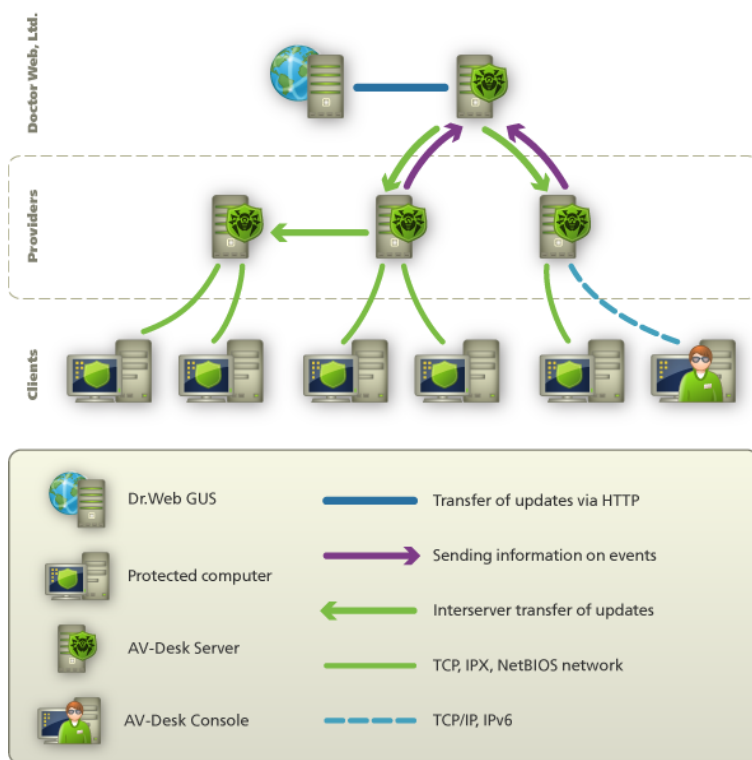 Doctor Web, Ltd.
Providers
Clients
Dr.Web GUS
Transfer of updates via HTTP
Protected computer
Sending information on events
Interserver transfer of updates
AV-Desk Server
TCP, IPX, NetBIOS network
AV-Desk Console
TCP/IP, IPv6